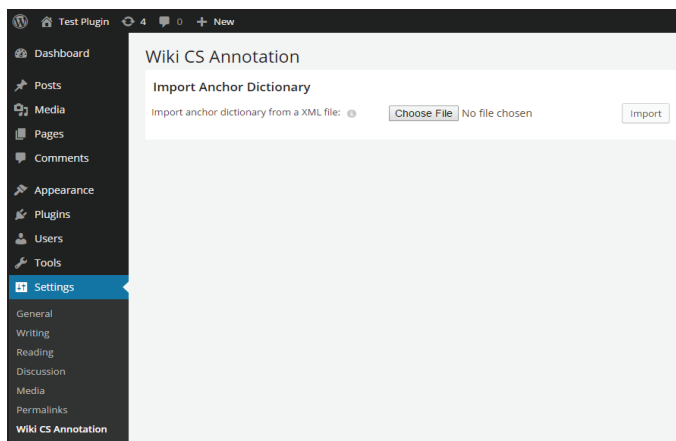 Test Plugin 4 0 + New
Dashboard
Posts
Media
Pages
Comments
Appearance
Plugins
Users
Tools
Settings
General
Writing
Reading
Discussion
Media
Permalinks
Wiki CS Annotation
Wiki CS Annotation
Import Anchor Dictionary
Import anchor dictionary from a XML file: Choose File No file chosen Import